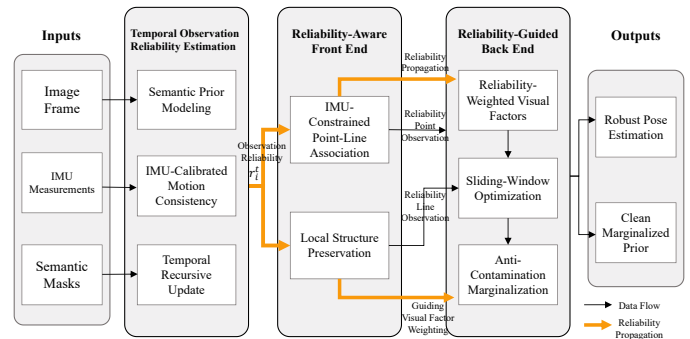 Inputs
Image
Frame
IMU
Measurements
Semantic
Masks
Temporal Observation
Reliability Estimation
Semantic Prior
Modeling
IMU-Calibrated
Motion
Consistency
Temporal
Recursive
Update
Observation
Reliability
r_i^t
Reliability-Aware
Front End
IMU-
Constrained
Point-Line
Association
Local Structure
Preservation
Reliability
Propagation
Reliability
Point
Observation
Reliability
Line
Observation
Guiding
Visual Factor
Weighting
Reliability-Guided
Back End
Reliability-
Weighted Visual
Factors
Sliding-Window
Optimization
Anti-
Contamination
Marginalization
Outputs
Robust Pose
Estimation
Clean
Marginalized
Prior
Data Flow
Reliability
Propagation